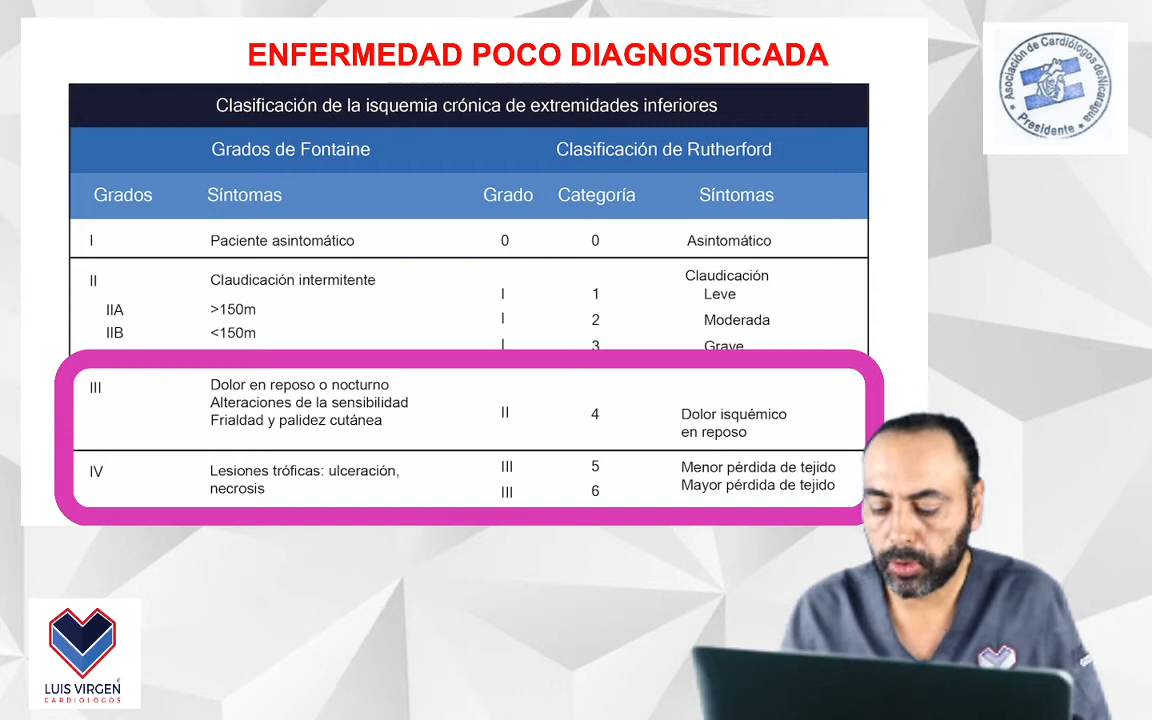 ENFERMEDAD POCO DIAGNOSTICADA
Asociación de Cardiólogos de Nicaragua
Presidente
Clasificación de la isquemia crónica de extremidades inferiores
Grados de Fontaine Clasificación de Rutherford
Grados Síntomas Grado Categoría Síntomas
I Paciente asintomático 0 0 Asintomático
II Claudicación intermitente Claudicación
I 1 Leve
IIA >150m
I 2 Moderada
IIB <150m
I 3 Grave
III Dolor en reposo o nocturno
Alteraciones de la sensibilidad
Frialdad y palidez cutánea
II 4 Dolor isquémico
en reposo
IV Lesiones tróficas: ulceración,
necrosis
III 5 Menor pérdida de tejido
III 6 Mayor pérdida de tejido
LUIS VIRGEN
CARDIOLOGOS